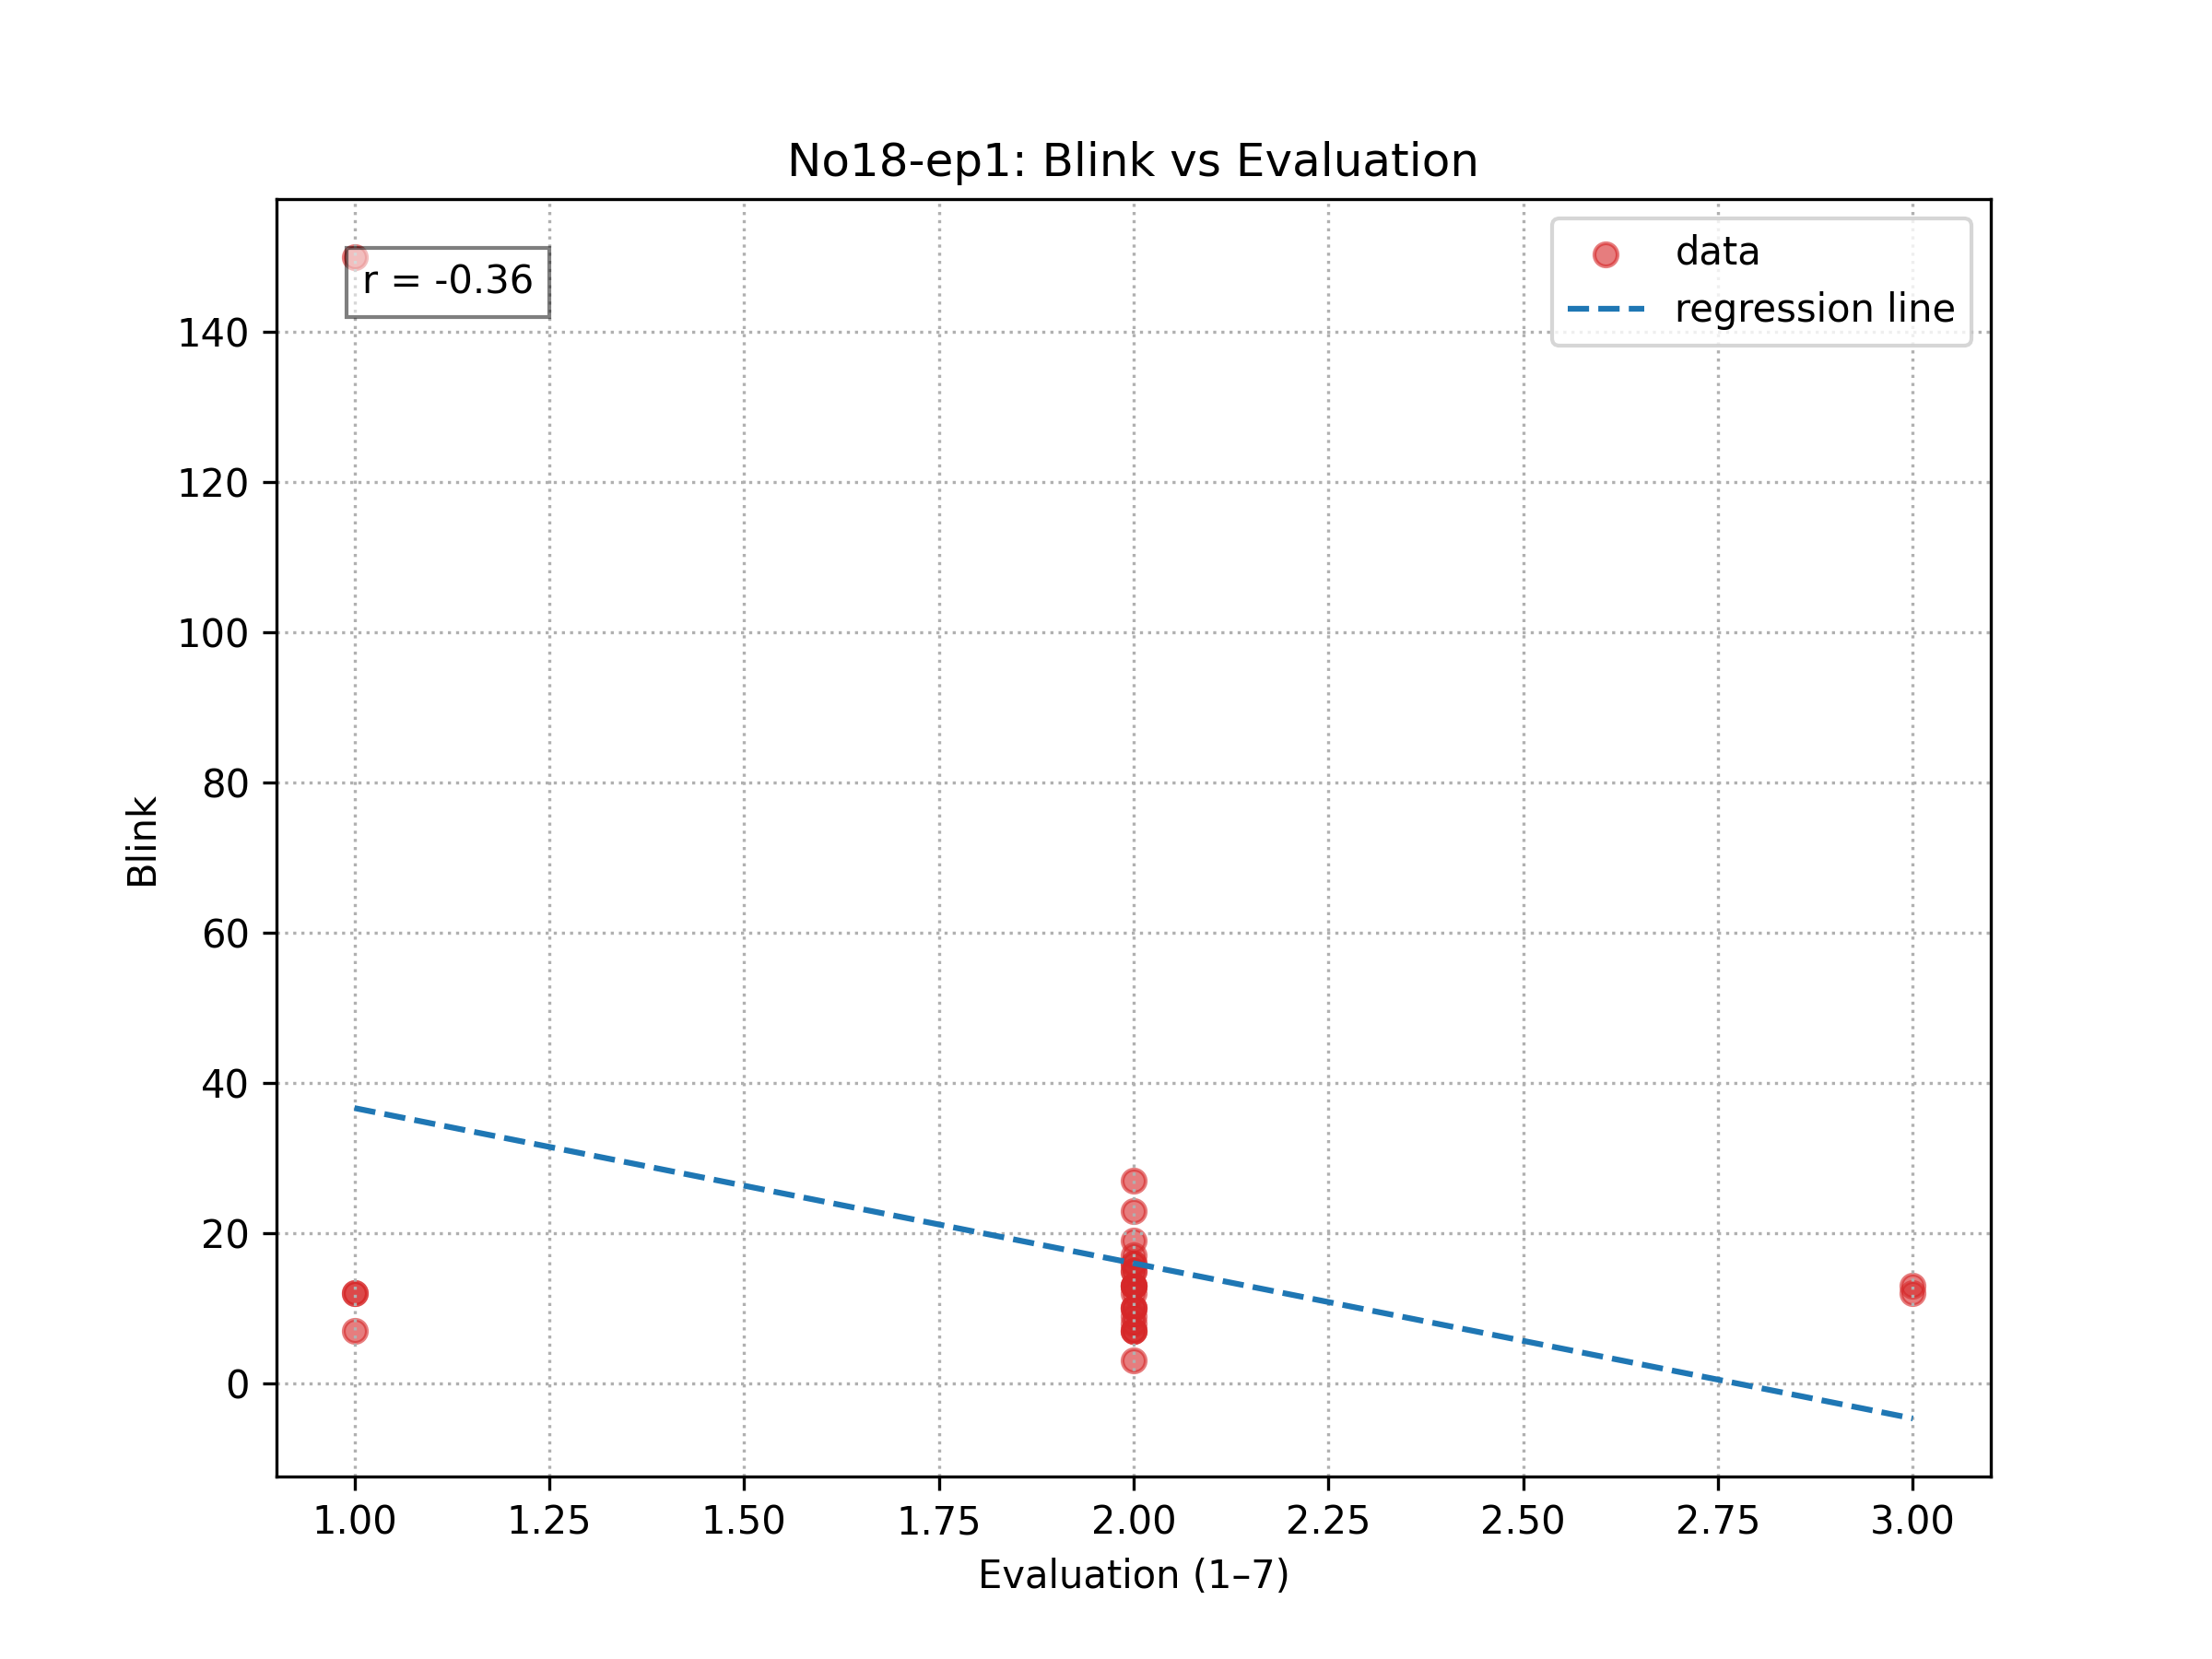 No18-ep1: Blink vs Evaluation
r = -0.36
data
regression line
140
120
100
80
60
40
20
0
Blink
1.00 1.25 1.50 1.75 2.00 2.25 2.50 2.75 3.00
Evaluation (1–7)